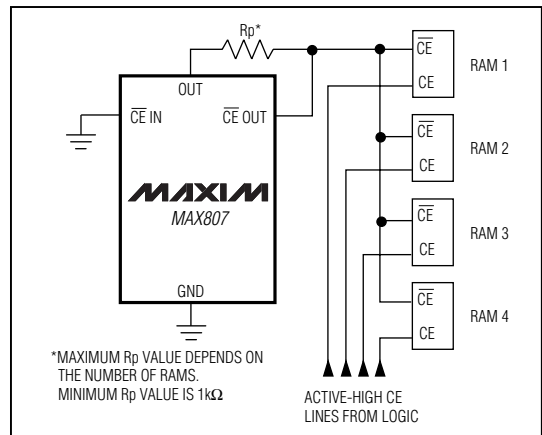 Rp*
OUT
CE IN
CE OUT
MAXIM
MAX807
GND
CE
CE
RAM 1
CE
CE
RAM 2
CE
CE
RAM 3
CE
CE
RAM 4
*MAXIMUM Rp VALUE DEPENDS ON
THE NUMBER OF RAMS.
MINIMUM Rp VALUE IS 1kΩ
ACTIVE-HIGH CE
LINES FROM LOGIC